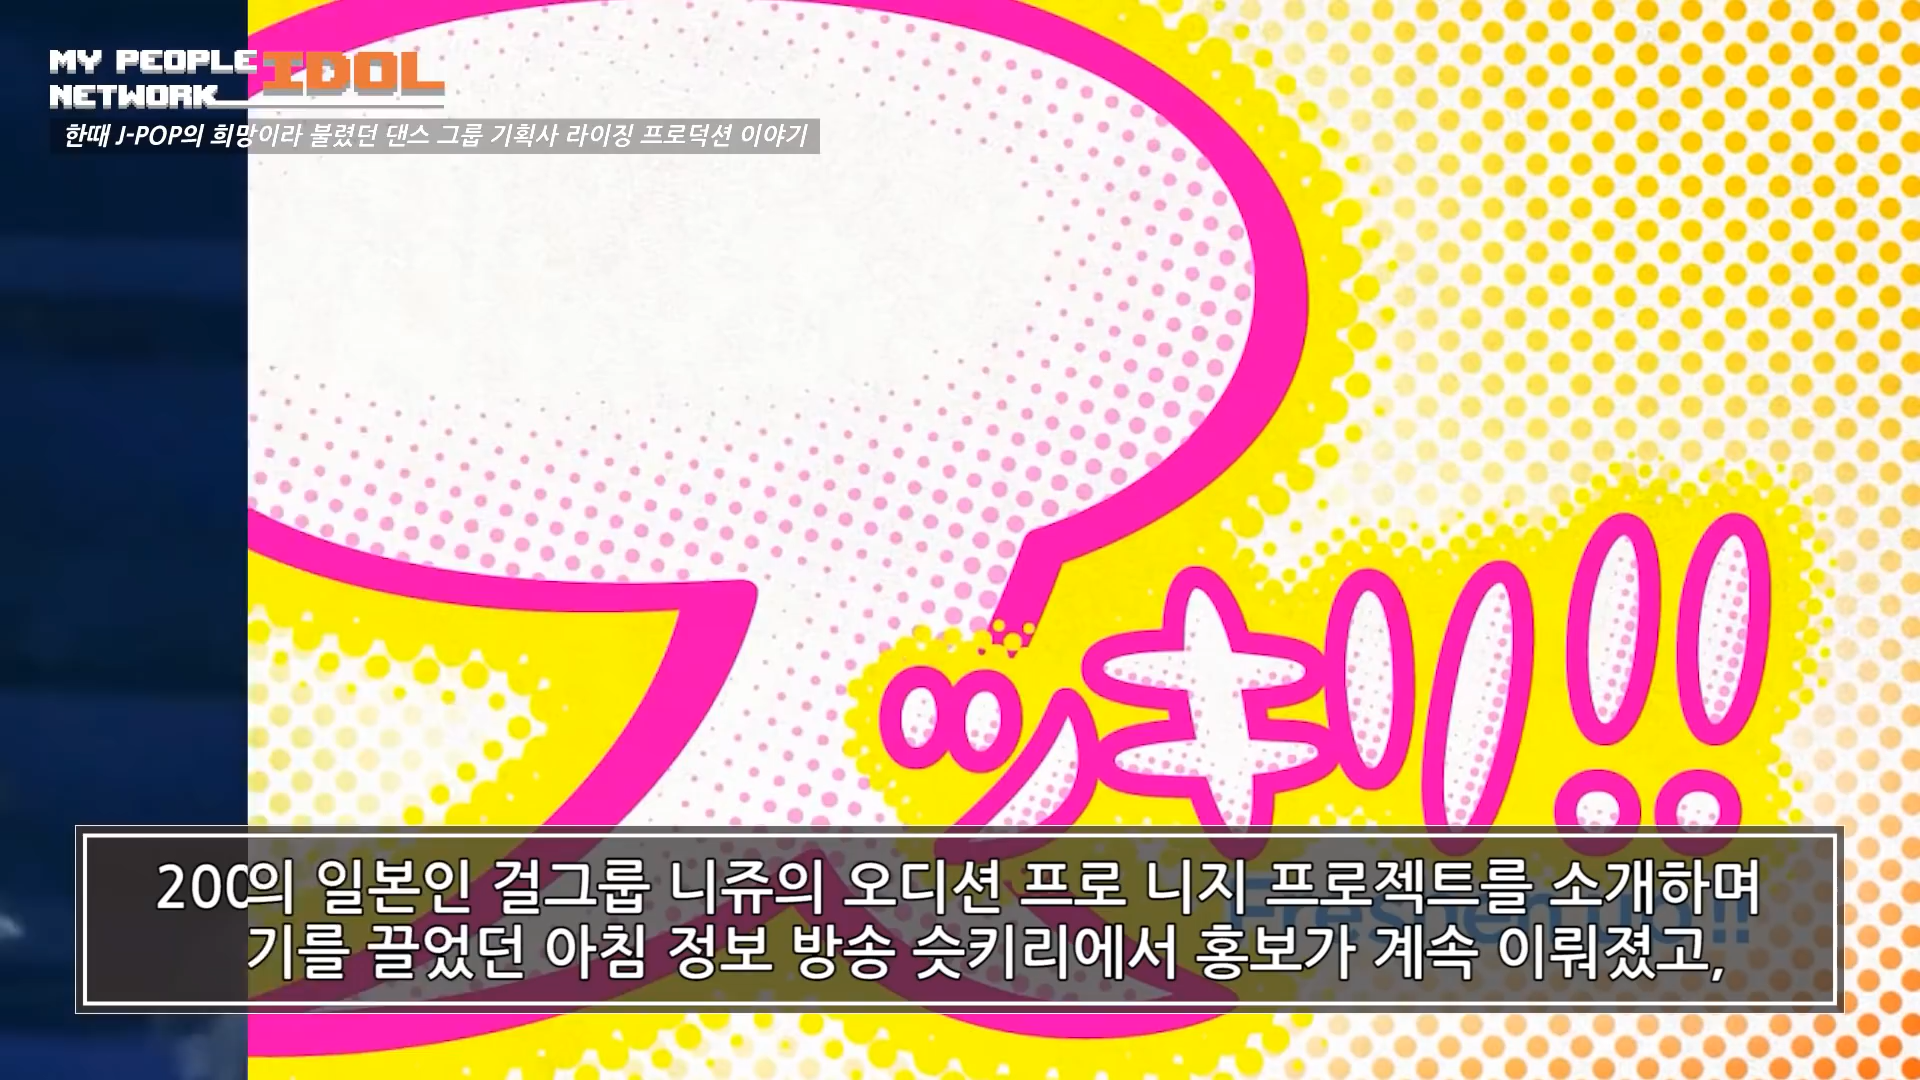 MY PEOPLE IDOL
NETWORK
한때 J-POP의 희망이라 불렸던 댄스 그룹 기획사 라이징 프로덕션 이야기
スッキリ!!
200의 일본인 걸그룹 니쥬의 오디션 프로 니지 프로젝트를 소개하며
기를 끌었던 아침 정보 방송 슷키리에서 홍보가 계속 이뤄졌고,